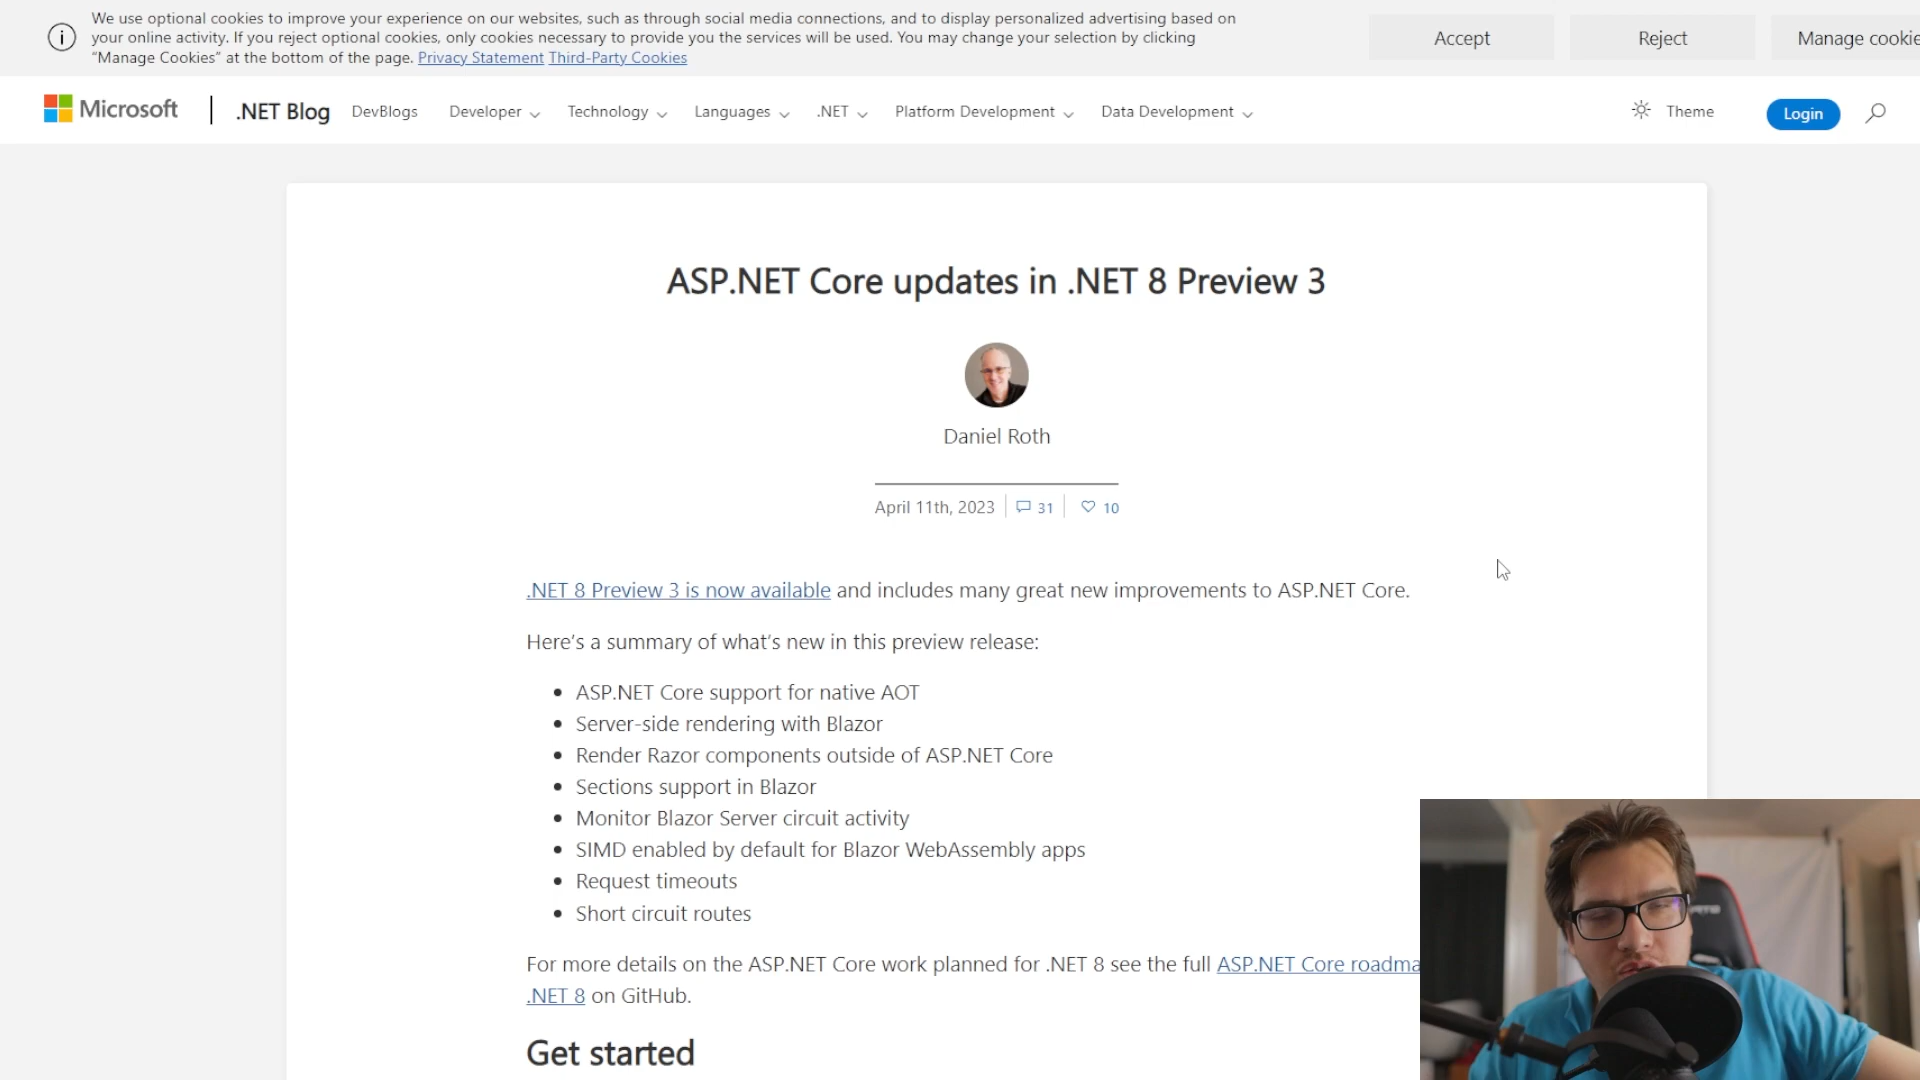 We use optional cookies to improve your experience on our websites, such as through social media connections, and to display personalized advertising based on
your online activity. If you reject optional cookies, only cookies necessary to provide you the services will be used. You may change your selection by clicking
“Manage Cookies” at the bottom of the page. Privacy Statement Third-Party Cookies
Accept
Reject
Manage cookie
Microsoft
.NET Blog
DevBlogs
Developer
Technology
Languages
.NET
Platform Development
Data Development
Theme
Login
ASP.NET Core updates in .NET 8 Preview 3
Daniel Roth
April 11th, 2023
31
10
.NET 8 Preview 3 is now available and includes many great new improvements to ASP.NET Core.
Here’s a summary of what’s new in this preview release:
• ASP.NET Core support for native AOT
• Server-side rendering with Blazor
• Render Razor components outside of ASP.NET Core
• Sections support in Blazor
• Monitor Blazor Server circuit activity
• SIMD enabled by default for Blazor WebAssembly apps
• Request timeouts
• Short circuit routes
For more details on the ASP.NET Core work planned for .NET 8 see the full ASP.NET Core roadma
.NET 8 on GitHub.
Get started